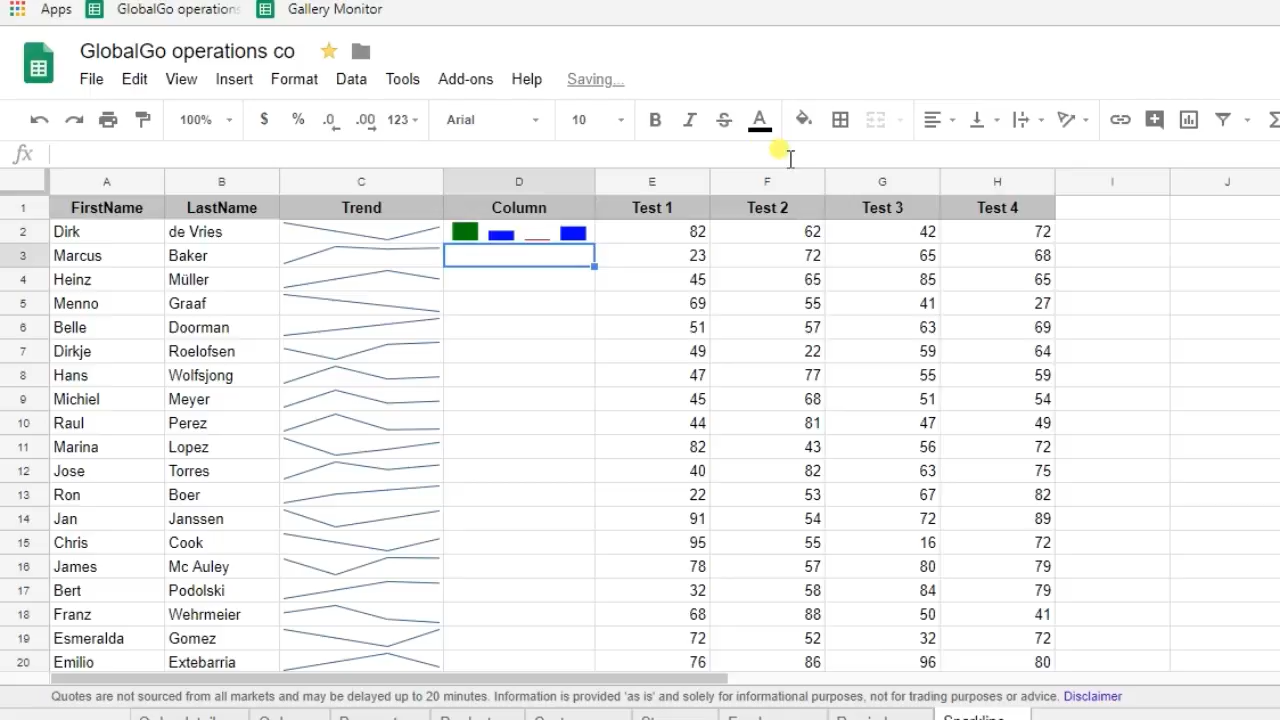 Apps GlobalGo operations Gallery Monitor
GlobalGo operations co
File Edit View Insert Format Data Tools Add-ons Help Saving...
100% $ % .0 .00 123 Arial 10 B I S A
fx
A B C D E F G H I J
1 FirstName LastName Trend Column Test 1 Test 2 Test 3 Test 4
2 Dirk de Vries 82 62 42 72
3 Marcus Baker 23 72 65 68
4 Heinz Müller 45 65 85 65
5 Menno Graaf 69 55 41 27
6 Belle Doorman 51 57 63 69
7 Dirkje Roelofsen 49 22 59 64
8 Hans Wolfsjong 47 77 55 59
9 Michiel Meyer 45 68 51 54
10 Raul Perez 44 81 47 49
11 Marina Lopez 82 43 56 72
12 Jose Torres 40 82 63 75
13 Ron Boer 22 53 67 82
14 Jan Janssen 91 54 72 89
15 Chris Cook 95 55 16 72
16 James Mc Auley 78 57 80 79
17 Bert Podolski 32 58 84 79
18 Franz Wehrmeier 68 88 50 41
19 Esmeralda Gomez 72 52 32 72
20 Emilio Extebarria 76 86 96 80
Quotes are not sourced from all markets and may be delayed up to 20 minutes. Information is provided 'as is' and solely for informational purposes, not for trading purposes or advice. Disclaimer